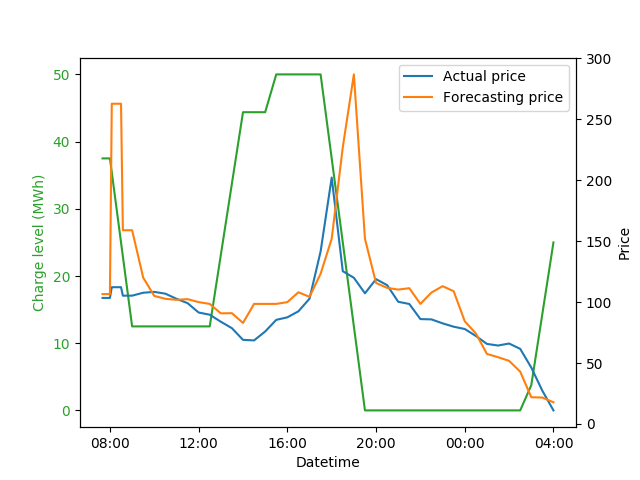 Actual price
Forecasting price
50
40
30
20
10
0
Charge level (MWh)
300
250
200
150
100
50
0
Price
08:00 12:00 16:00 20:00 00:00 04:00
Datetime